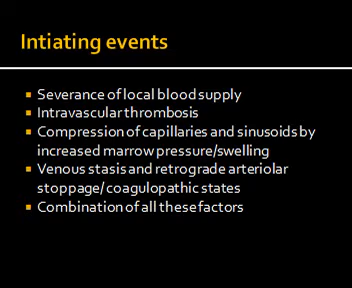 Intiating events
Severance of local blood supply
Intravascular thrombosis
Compression of capillaries and sinusoids by
increased marrow pressure/swelling
Venous stasis and retrograde arteriolar
stoppage/coagulopathic states
Combination of all these factors